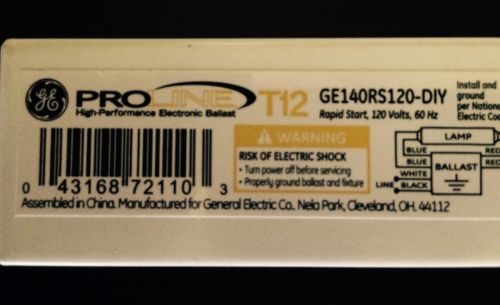 GE PROLINE T12 GE140RS120-DIY
High-Performance Electronic Ballast
Rapid Start, 120 Volts, 60 Hz
Install and
ground
per Nation
Electric Co
WARNING
RISK OF ELECTRIC SHOCK
• Turn power off before servicing
• Properly ground ballast and fixture
LAMP
BLUE RED
BLUE BALLAST RED
WHITE
LINE BLACK
0 43168 72110 3
Assembled in China. Manufactured for General Electric Co. Nela Park, Cleveland, OH. 44112